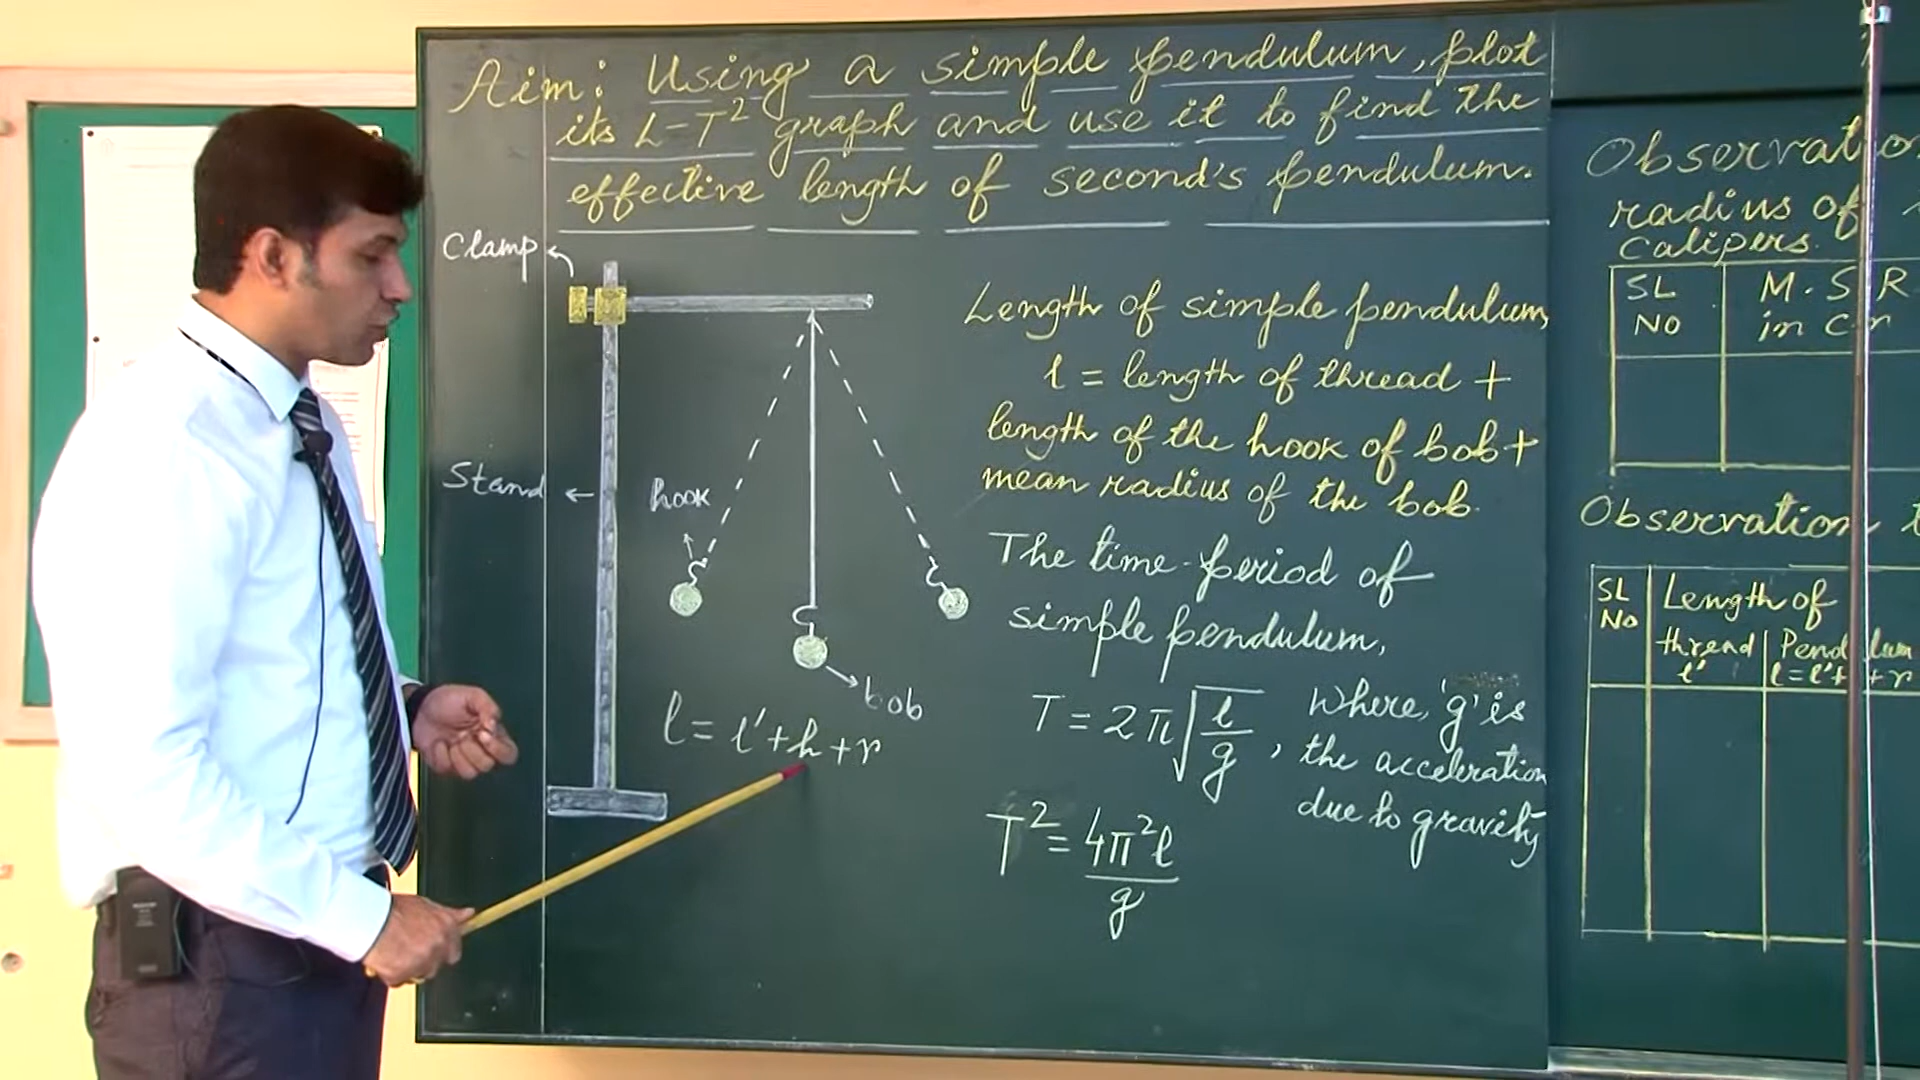 Aim: Using a simple pendulum, plot
its L-T² graph and use it to find the
effective length of second's pendulum.
Clamp
Stand
hook
bob
l = l' + h + r
Length of simple pendulum,
l = length of thread +
length of the hook of bob +
mean radius of the bob.
The time-period of
simple pendulum,
T = 2π√(l/g), Where, 'g' is
the acceleration
due to gravity
T² = 4π²l/g
radius of
calipers.
SL NO
M.S R in cm
Observation
SL NO
Length of
thread l'
Pendulum